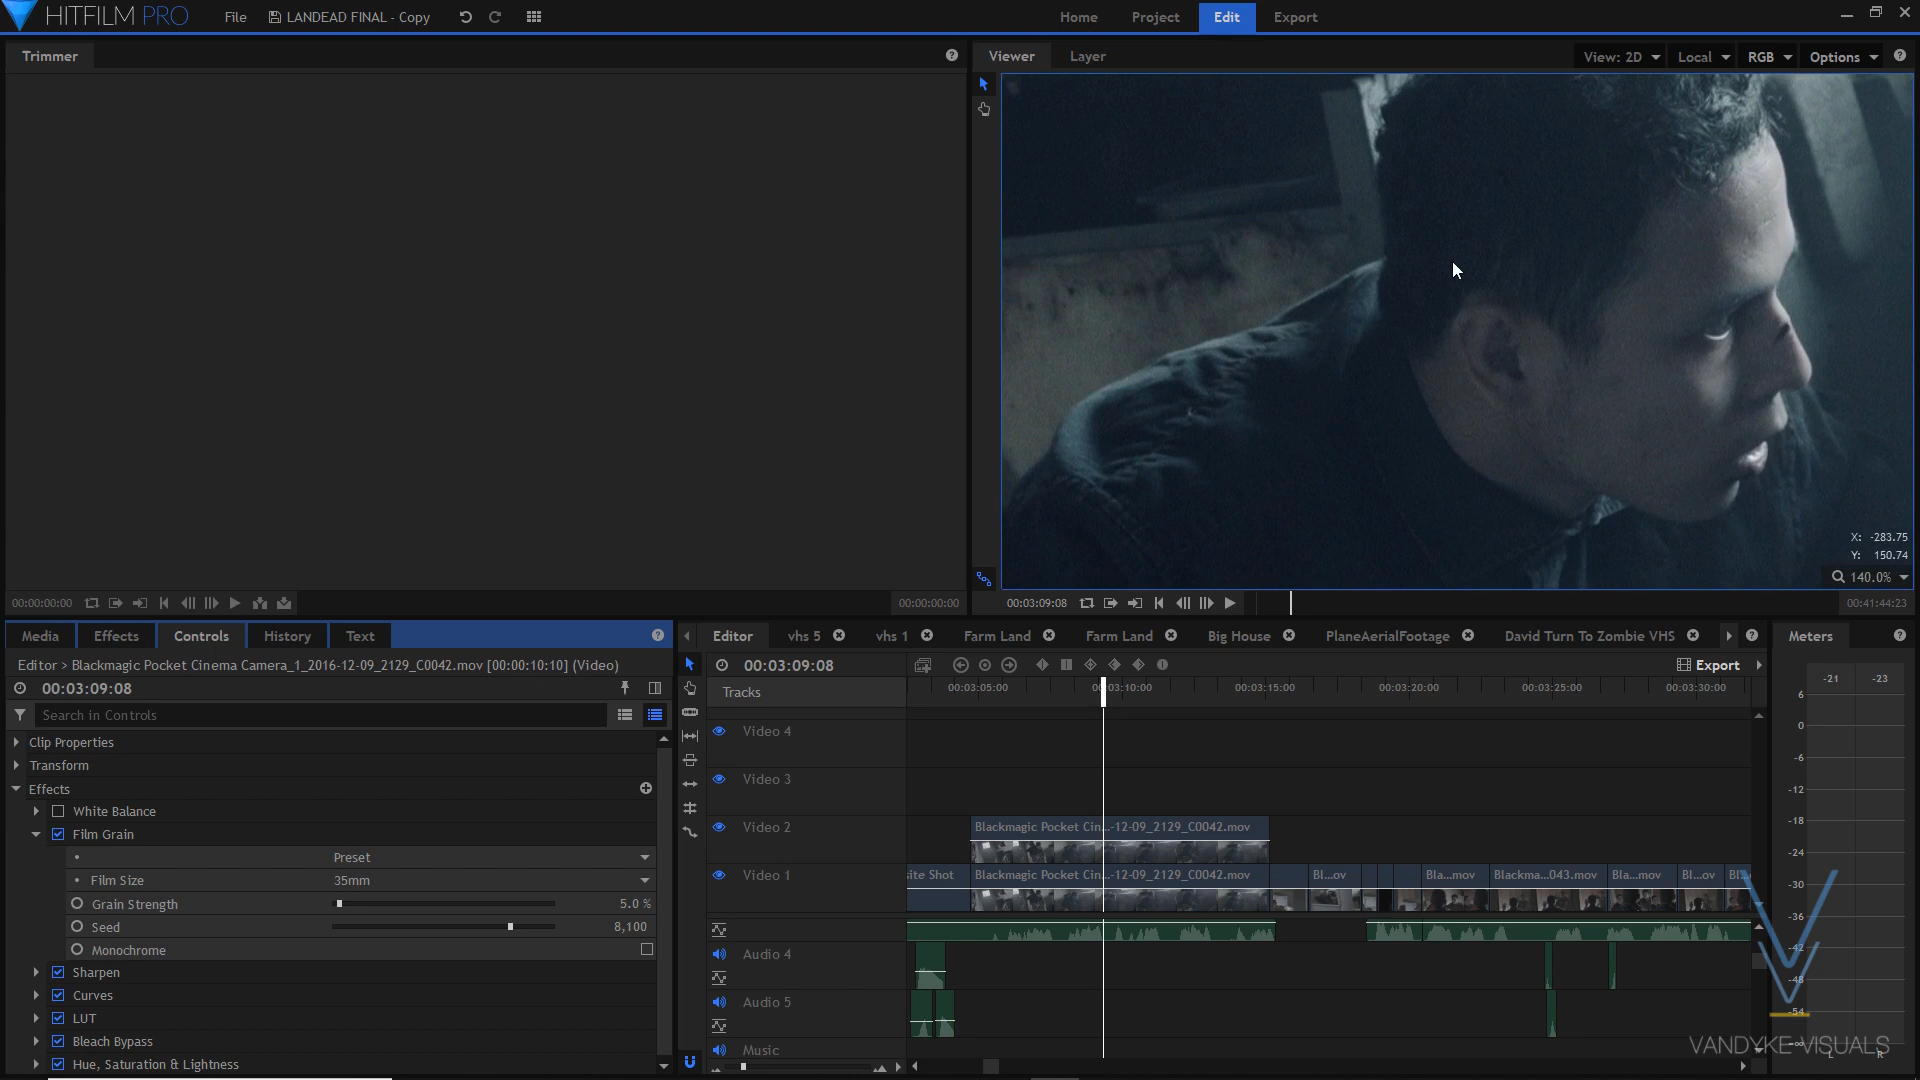 HITFILM PRO File LANDEAD FINAL - Copy Home Project Edit Export
Trimmer
Viewer Layer View: 2D Local RGB Options
X: -283.75
Y: 150.74
140.0%
00:00:00:00 00:00:00:00
00:03:09:08 00:41:44:23
Media Effects Controls History Text
Editor > Blackmagic Pocket Cinema Camera_1_2016-12-09_2129_C0042.mov [00:00:10:10] (Video)
00:03:09:08
Search in Controls
Clip Properties
Transform
Effects
White Balance
Film Grain
Preset
Film Size 35mm
Grain Strength 5.0 %
Seed 8,100
Monochrome
Sharpen
Curves
LUT
Bleach Bypass
Hue, Saturation & Lightness
Editor vhs 5 vhs 1 Farm Land Farm Land Big House PlaneAerialFootage David Turn To Zombie VHS
00:03:09:08 Export
Tracks 00:03:05:00 00:03:10:00 00:03:15:00 00:03:20:00 00:03:25:00 00:03:30:00
Video 4
Video 3
Video 2 Blackmagic Pocket Cin...-12-09_2129_C0042.mov
Video 1 site Shot Blackmagic Pocket Cin...-12-09_2129_C0042.mov Bl...ov Bla...mov Blackma...043.mov Bla...mov Bl...ov
Audio 4
Audio 5
Music
Meters
-21 -23
6
0
-6
-12
-18
-24
-30
-36
-42
-48
-54
-∞
L R
VANDYKE VISUALS